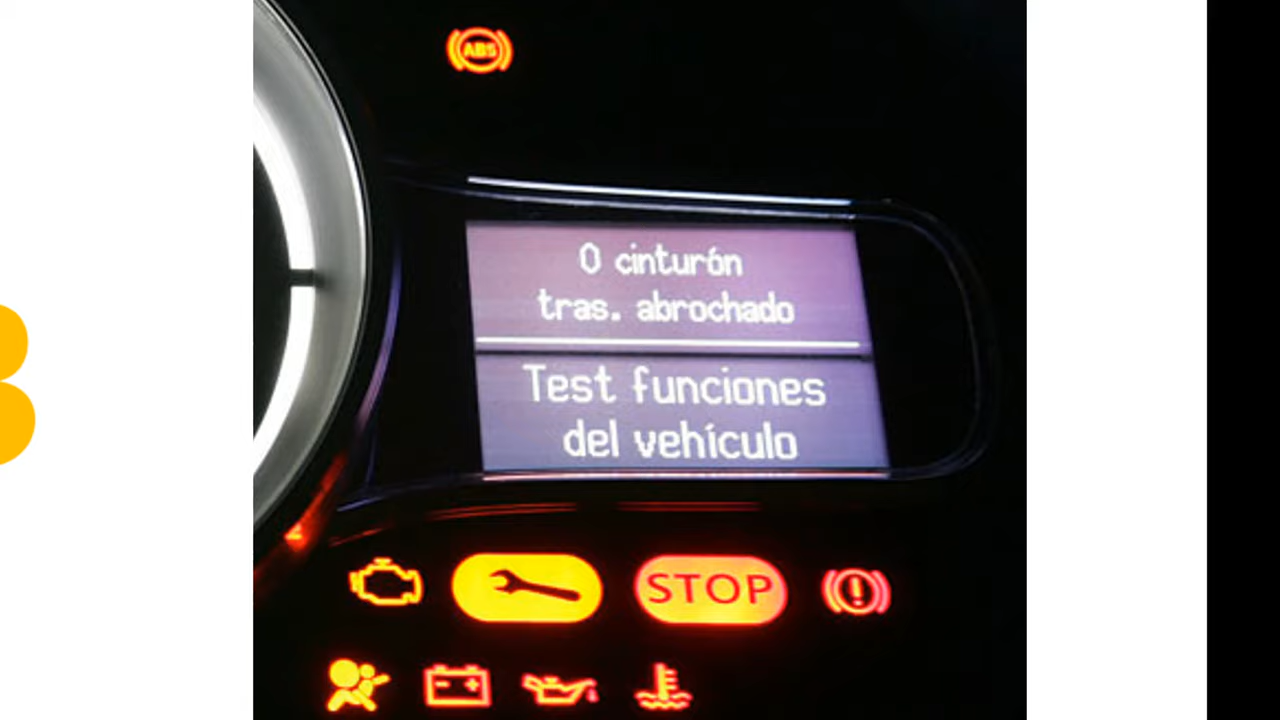 ABS
0 cinturón
tras. abrochado
Test funciones
del vehículo
STOP